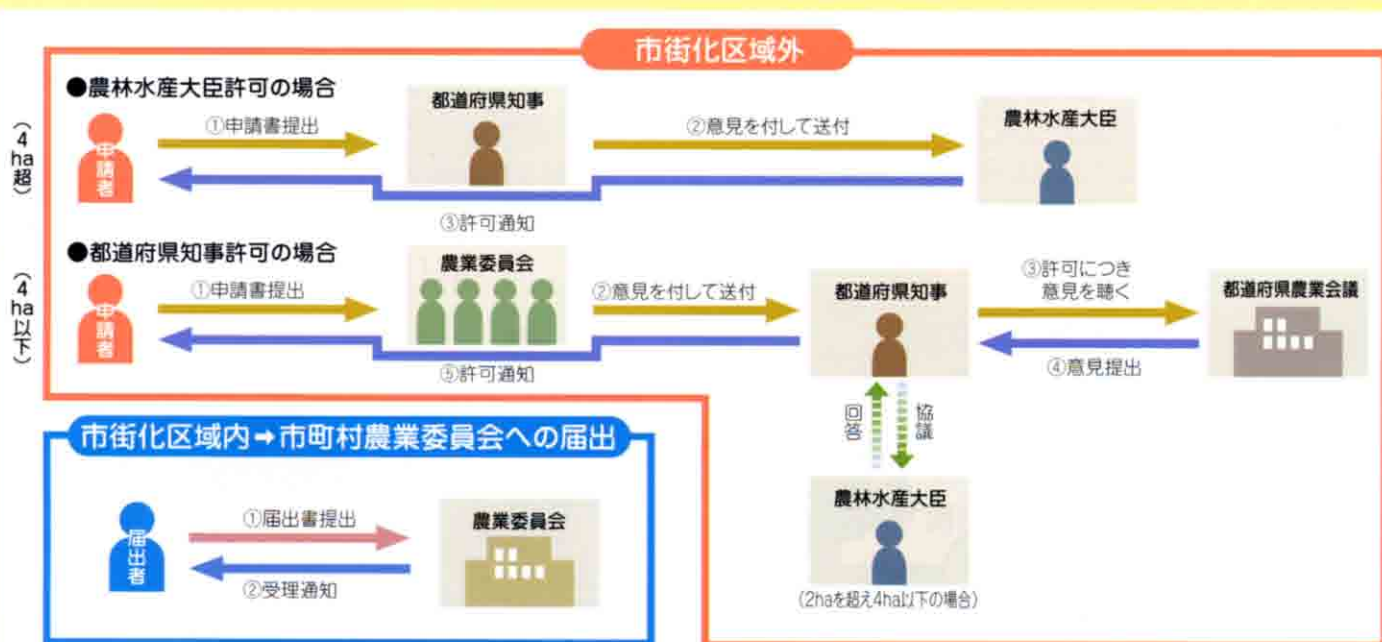 市街化区域外
●農林水産大臣許可の場合
(4ha超)
申請者
①申請書提出
都道府県知事
②意見を付して送付
農林水産大臣
③許可通知
●都道府県知事許可の場合
(4ha以下)
申請者
①申請書提出
農業委員会
②意見を付して送付
都道府県知事
③許可につき
意見を聴く
都道府県農業会議
④意見提出
⑤許可通知
回答
協議
農林水産大臣
(2haを超え4ha以下の場合)
市街化区域内➡市町村農業委員会への届出
届出者
①届出書提出
農業委員会
②受理通知